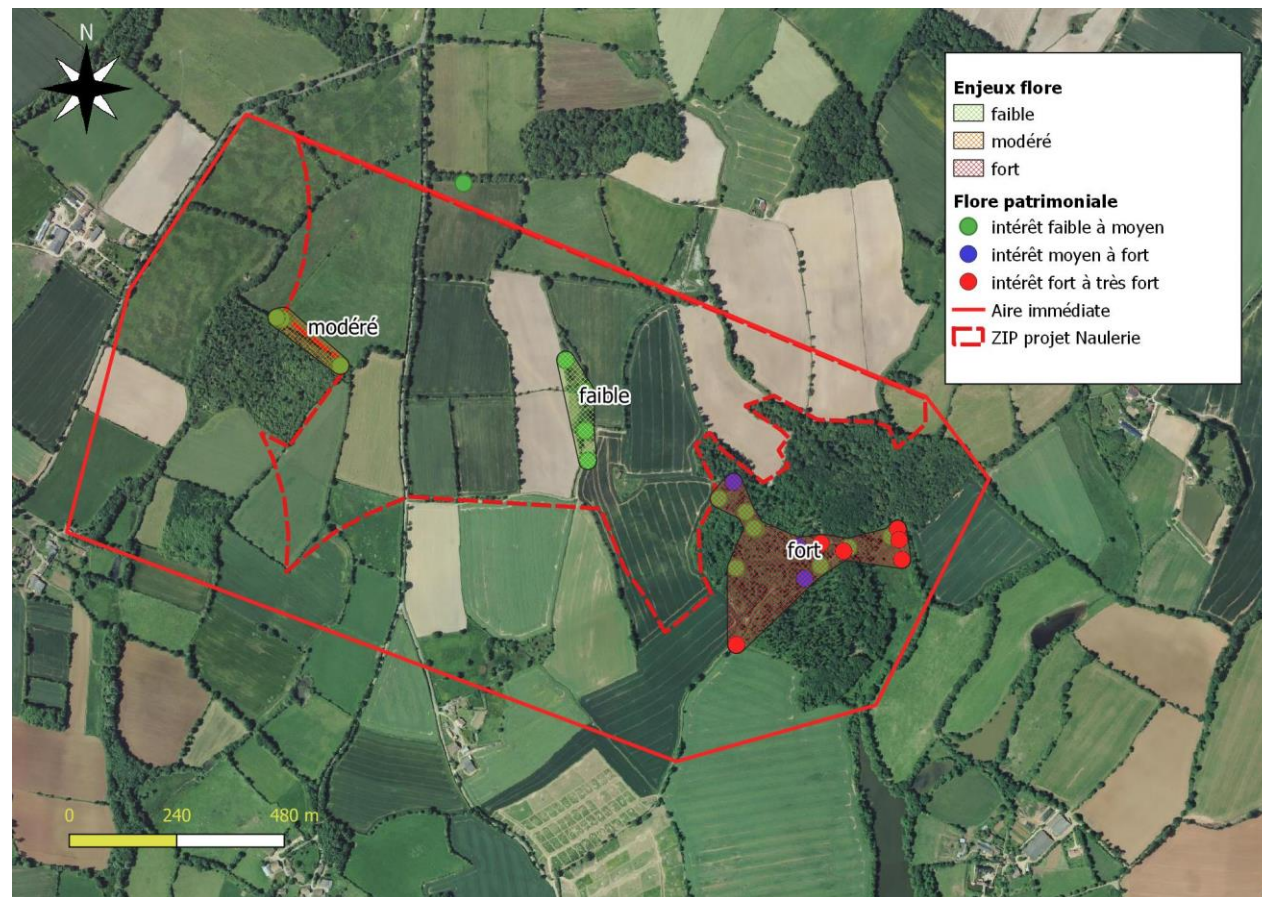 N
Enjeux flore
faible
modéré
fort
Flore patrimoniale
intérêt faible à moyen
intérêt moyen à fort
intérêt fort à très fort
Aire immédiate
ZIP projet Naulerie
modéré
faible
fort
0 240 480 m